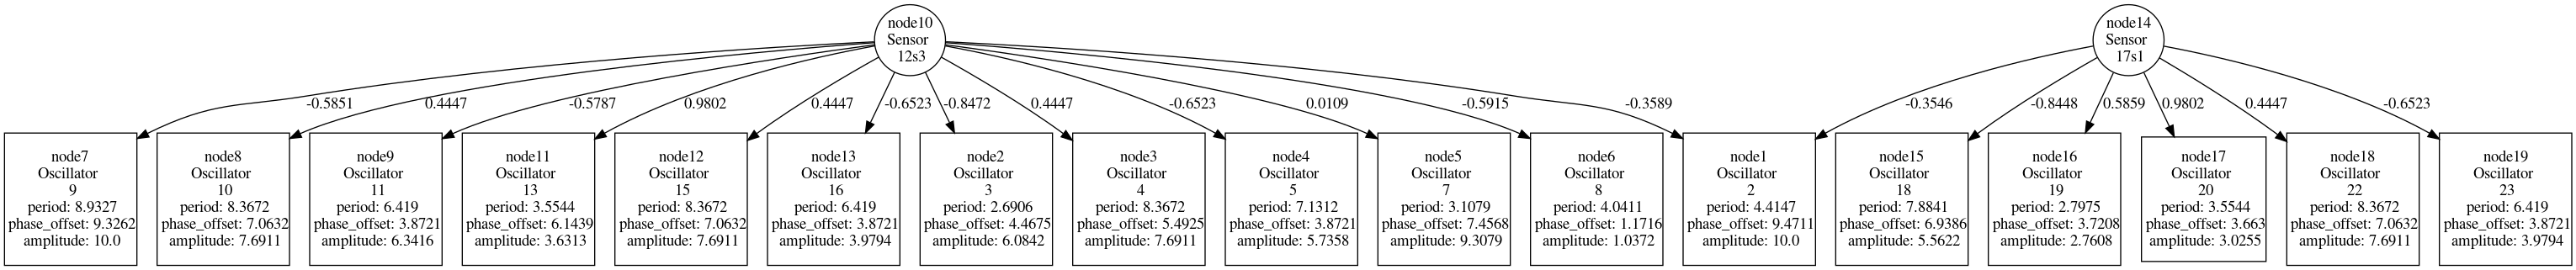 node10
Sensor
12s3
node14
Sensor
17s1
-0.5851
0.4447
-0.5787
0.9802
0.4447
-0.6523
-0.8472
0.4447
-0.6523
0.0109
-0.5915
-0.3589
-0.3546
-0.8448
0.5859
0.9802
0.4447
-0.6523
node7
Oscillator
9
period: 8.9327
phase_offset: 9.3262
amplitude: 10.0
node8
Oscillator
10
period: 8.3672
phase_offset: 7.0632
amplitude: 7.6911
node9
Oscillator
11
period: 6.419
phase_offset: 3.8721
amplitude: 6.3416
node11
Oscillator
13
period: 3.5544
phase_offset: 6.1439
amplitude: 3.6313
node12
Oscillator
15
period: 8.3672
phase_offset: 7.0632
amplitude: 7.6911
node13
Oscillator
16
period: 6.419
phase_offset: 3.8721
amplitude: 3.9794
node2
Oscillator
3
period: 2.6906
phase_offset: 4.4675
amplitude: 6.0842
node3
Oscillator
4
period: 8.3672
phase_offset: 5.4925
amplitude: 7.6911
node4
Oscillator
5
period: 7.1312
phase_offset: 3.8721
amplitude: 5.7358
node5
Oscillator
7
period: 3.1079
phase_offset: 7.4568
amplitude: 9.3079
node6
Oscillator
8
period: 4.0411
phase_offset: 1.1716
amplitude: 1.0372
node1
Oscillator
2
period: 4.4147
phase_offset: 9.4711
amplitude: 10.0
node15
Oscillator
18
period: 7.8841
phase_offset: 6.9386
amplitude: 5.5622
node16
Oscillator
19
period: 2.7975
phase_offset: 3.7208
amplitude: 2.7608
node17
Oscillator
20
period: 3.5544
phase_offset: 3.663
amplitude: 3.0255
node18
Oscillator
22
period: 8.3672
phase_offset: 7.0632
amplitude: 7.6911
node19
Oscillator
23
period: 6.419
phase_offset: 3.8721
amplitude: 3.9794